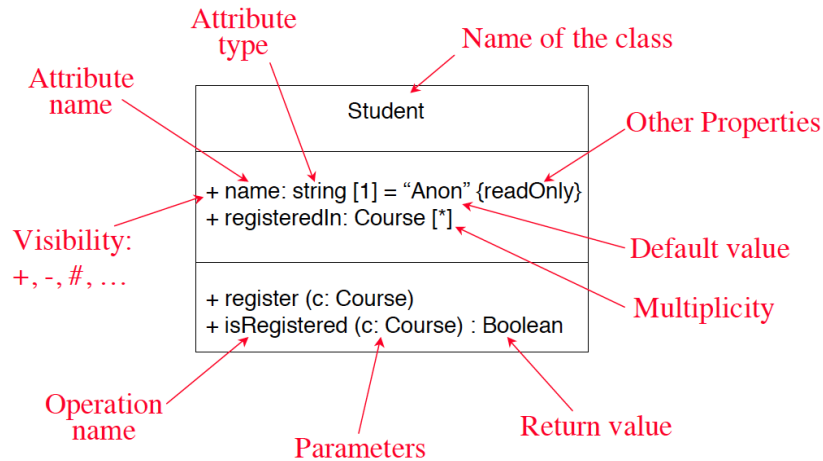 Attribute
type
Name of the class
Attribute
name
Student
Other Properties
+ name: string [1] = “Anon” {readOnly}
+ registeredIn: Course [*]
Visibility:
+, -, #, …
Default value
Multiplicity
+ register (c: Course)
+ isRegistered (c: Course) : Boolean
Operation
name
Parameters
Return value